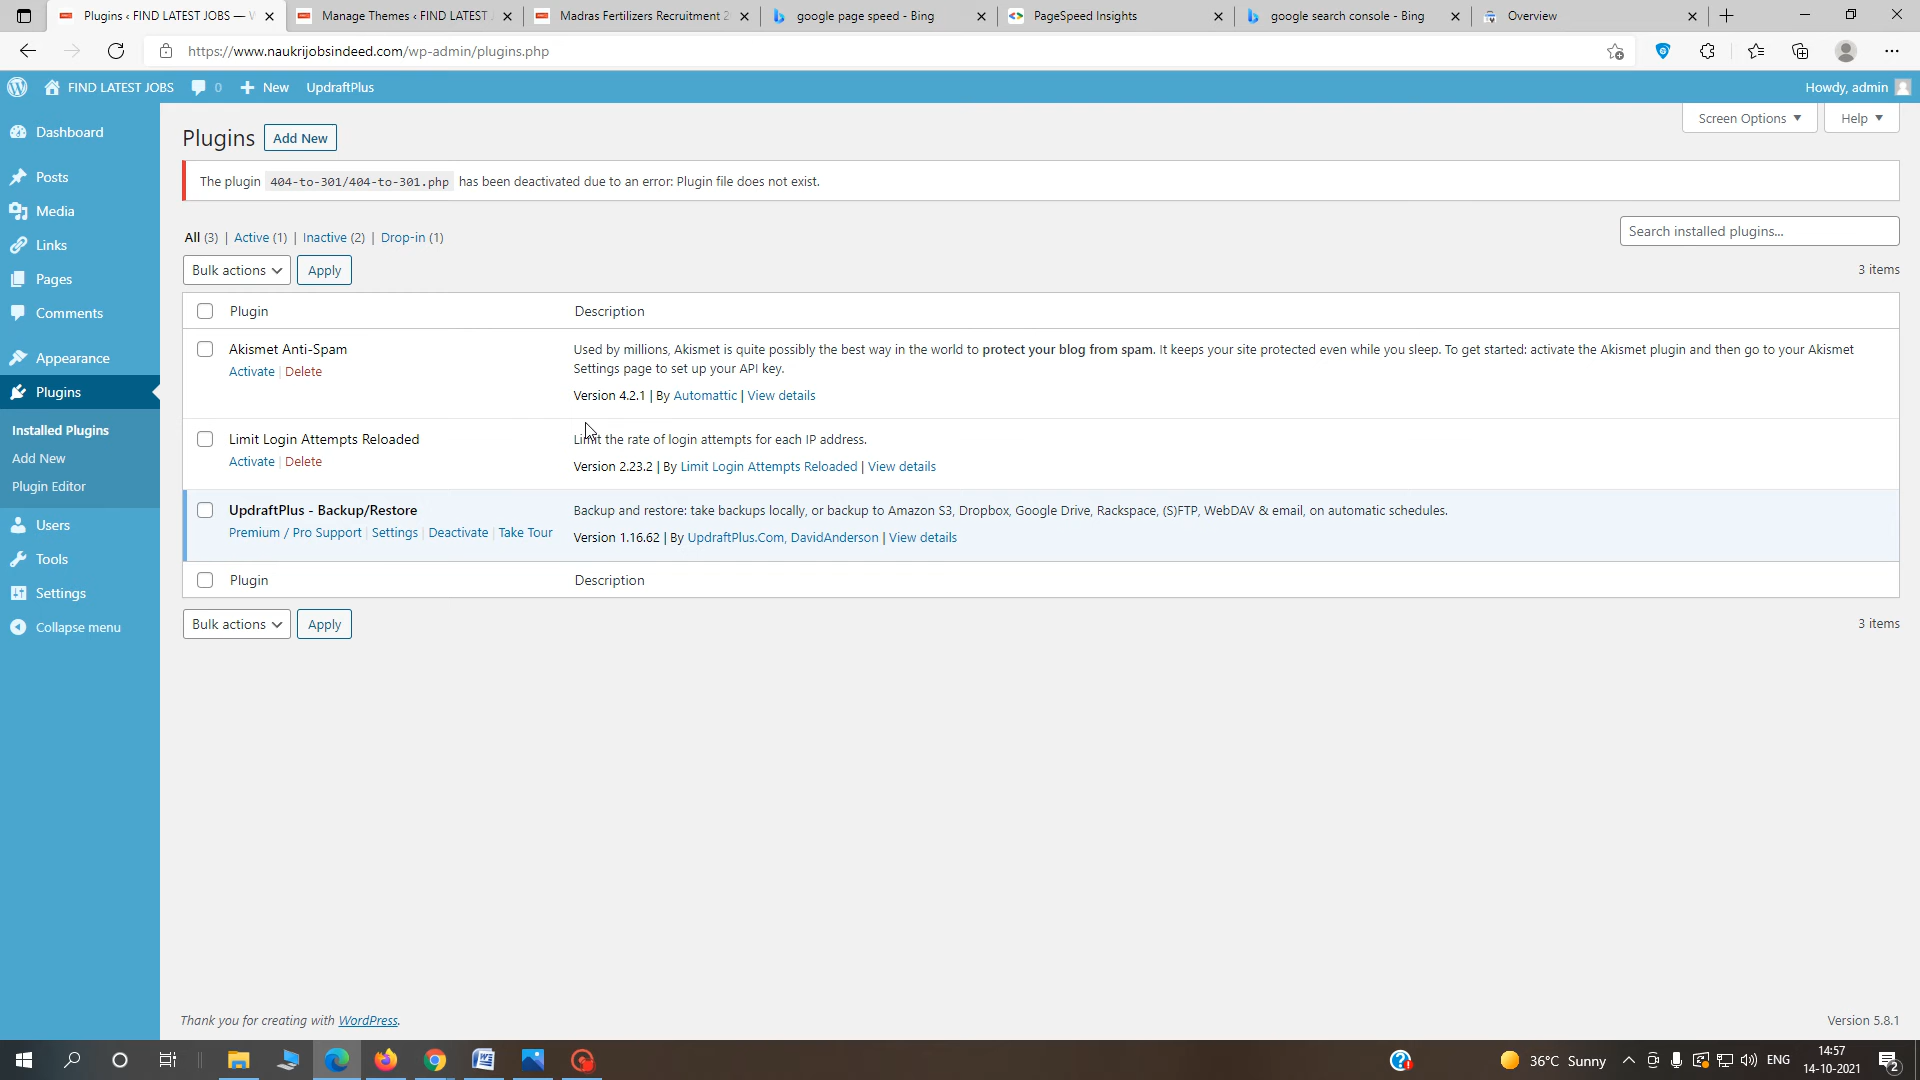 Plugins ‹ FIND LATEST JOBS —
Manage Themes ‹ FIND LATEST
Madras Fertilizers Recruitment 2
google page speed - Bing
PageSpeed Insights
google search console - Bing
Overview
https://www.naukrijobsindeed.com/wp-admin/plugins.php
FIND LATEST JOBS
0
New
UpdraftPlus
Howdy, admin
Dashboard
Posts
Media
Links
Pages
Comments
Appearance
Plugins
Installed Plugins
Add New
Plugin Editor
Users
Tools
Settings
Collapse menu
Screen Options
Help
Plugins Add New
The plugin 404-to-301/404-to-301.php has been deactivated due to an error: Plugin file does not exist.
All (3) | Active (1) | Inactive (2) | Drop-in (1)
Search installed plugins...
Bulk actions Apply
3 items
Plugin Description
Akismet Anti-Spam
Activate | Delete
Used by millions, Akismet is quite possibly the best way in the world to protect your blog from spam. It keeps your site protected even while you sleep. To get started: activate the Akismet plugin and then go to your Akismet
Settings page to set up your API key.
Version 4.2.1 | By Automattic | View details
Limit Login Attempts Reloaded
Activate | Delete
Limit the rate of login attempts for each IP address.
Version 2.23.2 | By Limit Login Attempts Reloaded | View details
UpdraftPlus - Backup/Restore
Premium / Pro Support | Settings | Deactivate | Take Tour
Backup and restore: take backups locally, or backup to Amazon S3, Dropbox, Google Drive, Rackspace, (S)FTP, WebDAV & email, on automatic schedules.
Version 1.16.62 | By UpdraftPlus.Com, DavidAnderson | View details
Plugin Description
Bulk actions Apply
3 items
Thank you for creating with WordPress.
Version 5.8.1
36°C Sunny
ENG
14:57
14-10-2021
2